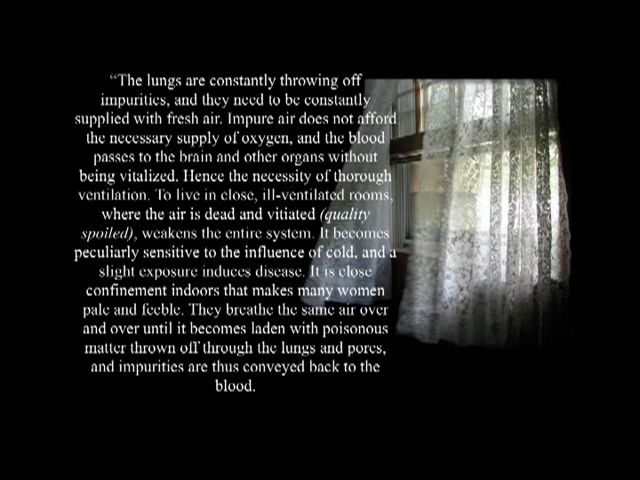 “The lungs are constantly throwing off
impurities, and they need to be constantly
supplied with fresh air. Impure air does not afford
the necessary supply of oxygen, and the blood
passes to the brain and other organs without
being vitalized. Hence the necessity of thorough
ventilation. To live in close, ill-ventilated rooms,
where the air is dead and vitiated (quality
spoiled), weakens the entire system. It becomes
peculiarly sensitive to the influence of cold, and a
slight exposure induces disease. It is close
confinement indoors that makes many women
pale and feeble. They breathe the same air over
and over until it becomes laden with poisonous
matter thrown off through the lungs and pores,
and impurities are thus conveyed back to the
blood.